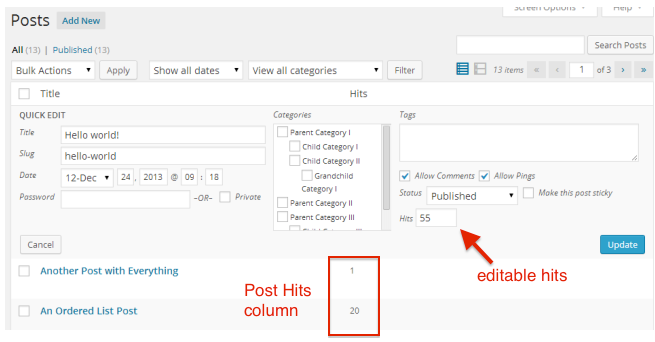 Screen Options Help
Posts Add New
All (13) | Published (13)
Search Posts
Bulk Actions Apply Show all dates View all categories Filter 13 items « ‹ 1 of 3 › »
Title Hits
QUICK EDIT Categories Tags
Title Hello world!
Slug hello-world
Date 12-Dec 24, 2013 @ 09 : 18
Password –OR– Private
Parent Category I
Child Category I
Child Category II
Grandchild
Category I
Parent Category II
Parent Category III
Allow Comments Allow Pings
Status Published Make this post sticky
Hits 55
Cancel Update
editable hits
Another Post with Everything 1
Post Hits
column
An Ordered List Post 20